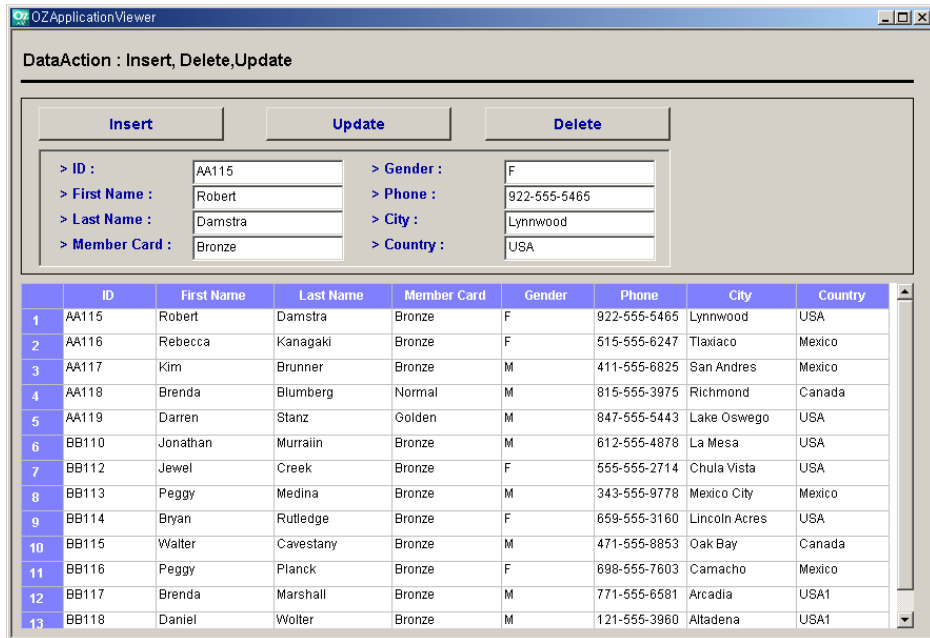 OZ OZApplicationViewer
DataAction : Insert, Delete,Update
Insert Update Delete
> ID : AA115 > Gender : F
> First Name : Robert > Phone : 922-555-5465
> Last Name : Damstra > City : Lynnwood
> Member Card : Bronze > Country : USA
ID First Name Last Name Member Card Gender Phone City Country
1 AA115 Robert Damstra Bronze F 922-555-5465 Lynnwood USA
2 AA116 Rebecca Kanagaki Bronze F 515-555-6247 Tlaxiaco Mexico
3 AA117 Kim Brunner Bronze M 411-555-6825 San Andres Mexico
4 AA118 Brenda Blumberg Normal M 815-555-3975 Richmond Canada
5 AA119 Darren Stanz Golden M 847-555-5443 Lake Oswego USA
6 BB110 Jonathan Murraiin Bronze M 612-555-4878 La Mesa USA
7 BB112 Jewel Creek Bronze F 555-555-2714 Chula Vista USA
8 BB113 Peggy Medina Bronze M 343-555-9778 Mexico City Mexico
9 BB114 Bryan Rutledge Bronze F 659-555-3160 Lincoln Acres USA
10 BB115 Walter Cavestany Bronze M 471-555-8853 Oak Bay Canada
11 BB116 Peggy Planck Bronze F 698-555-7603 Camacho Mexico
12 BB117 Brenda Marshall Bronze M 771-555-6581 Arcadia USA1
13 BB118 Daniel Wolter Bronze M 121-555-3960 Altadena USA1